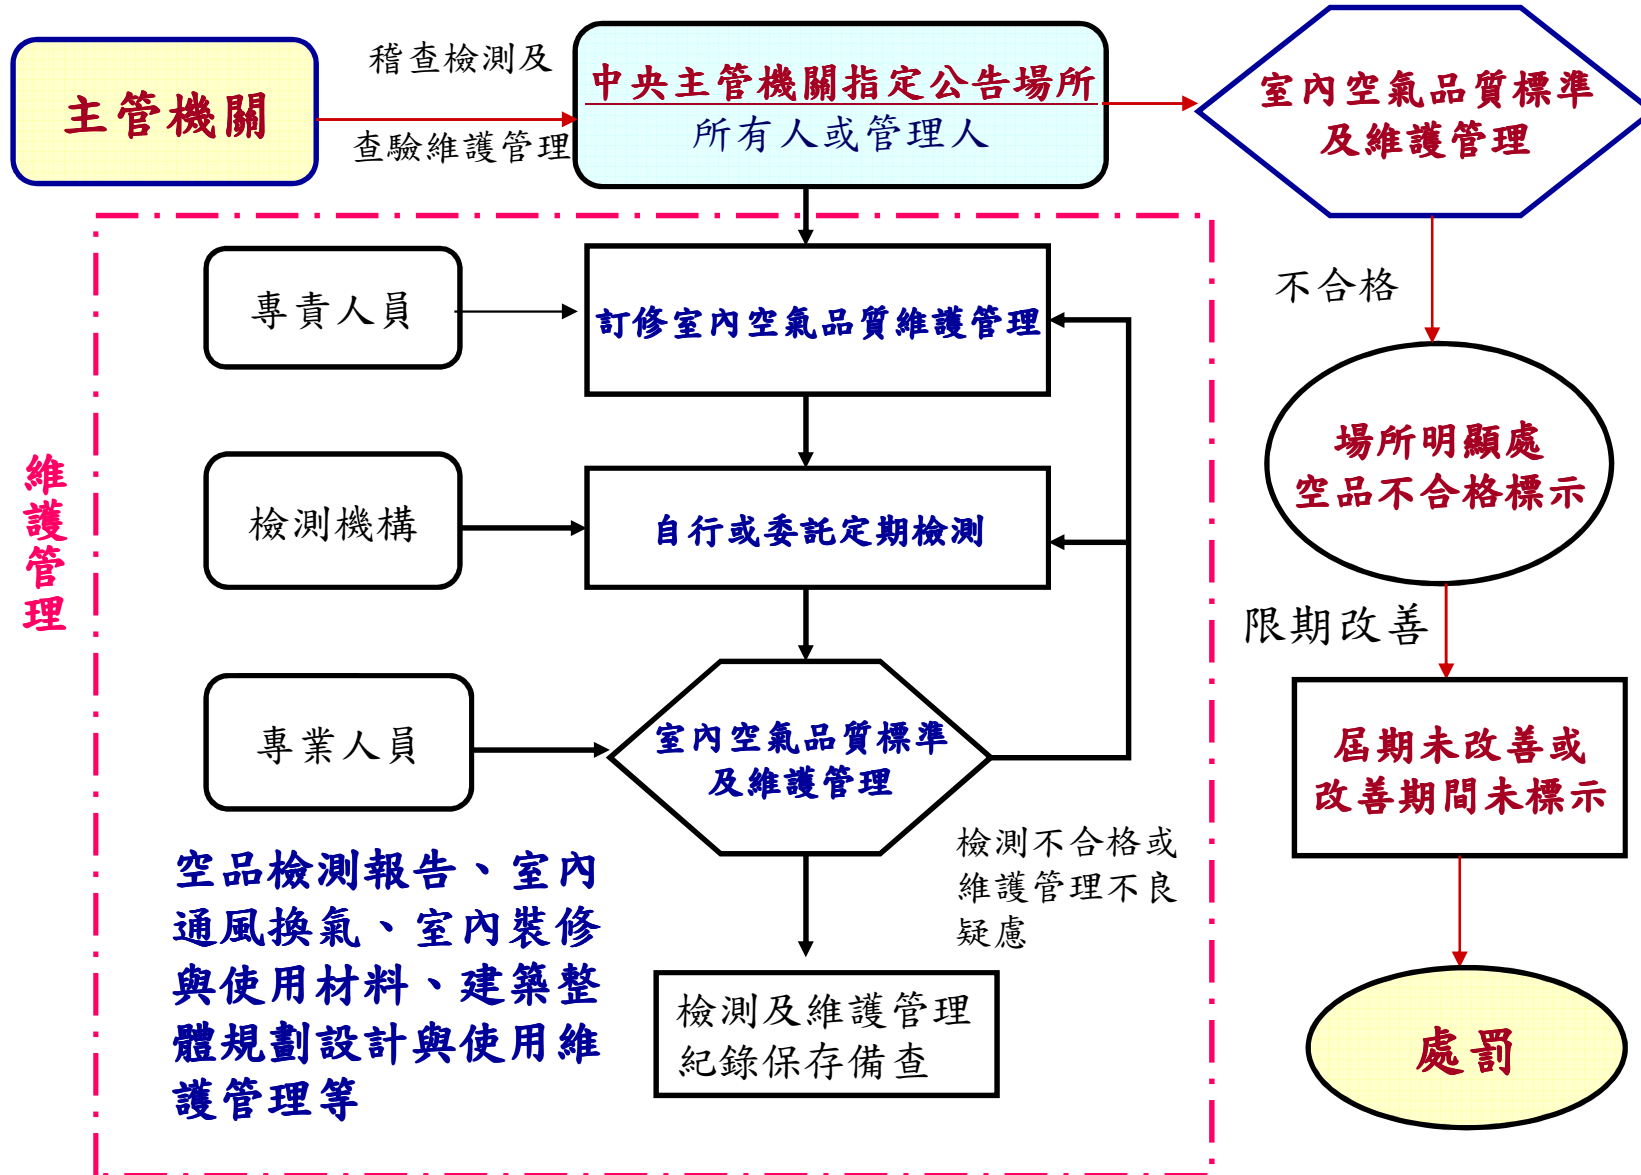 主管機關
稽查檢測及
查驗維護管理
中央主管機關指定公告場所
所有人或管理人
室內空氣品質標準
及維護管理
不合格
場所明顯處
空品不合格標示
限期改善
屆期未改善或
改善期間未標示
處罰
維護管理
專責人員
訂修室內空氣品質維護管理
檢測機構
自行或委託定期檢測
專業人員
室內空氣品質標準
及維護管理
檢測不合格或
維護管理不良
疑慮
空品檢測報告、室內
通風換氣、室內裝修
與使用材料、建築整
體規劃設計與使用維
護管理等
檢測及維護管理
紀錄保存備查